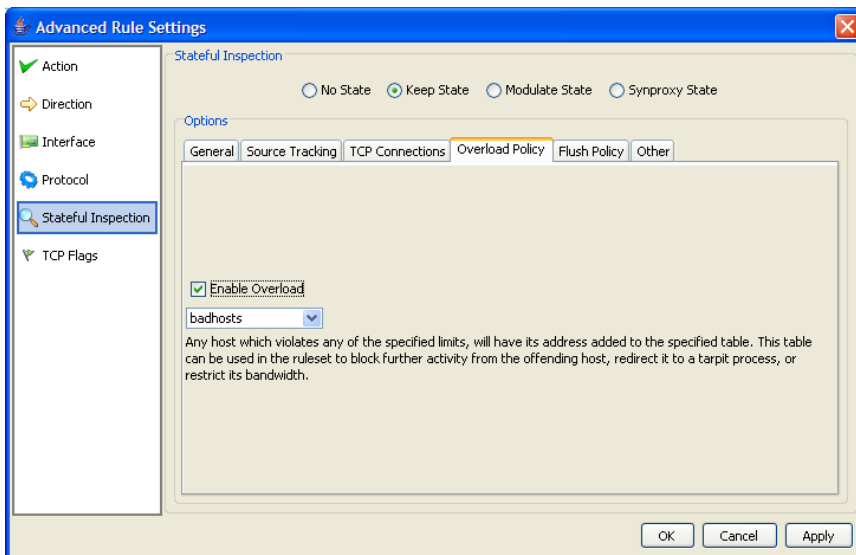 Advanced Rule Settings
Action
Direction
Interface
Protocol
Stateful Inspection
TCP Flags
Stateful Inspection
No State Keep State Modulate State Synproxy State
Options
General Source Tracking TCP Connections Overload Policy Flush Policy Other
Enable Overload
badhosts
Any host which violates any of the specified limits, will have its address added to the specified table. This table
can be used in the ruleset to block further activity from the offending host, redirect it to a tarpit process, or
restrict its bandwidth.
OK Cancel Apply